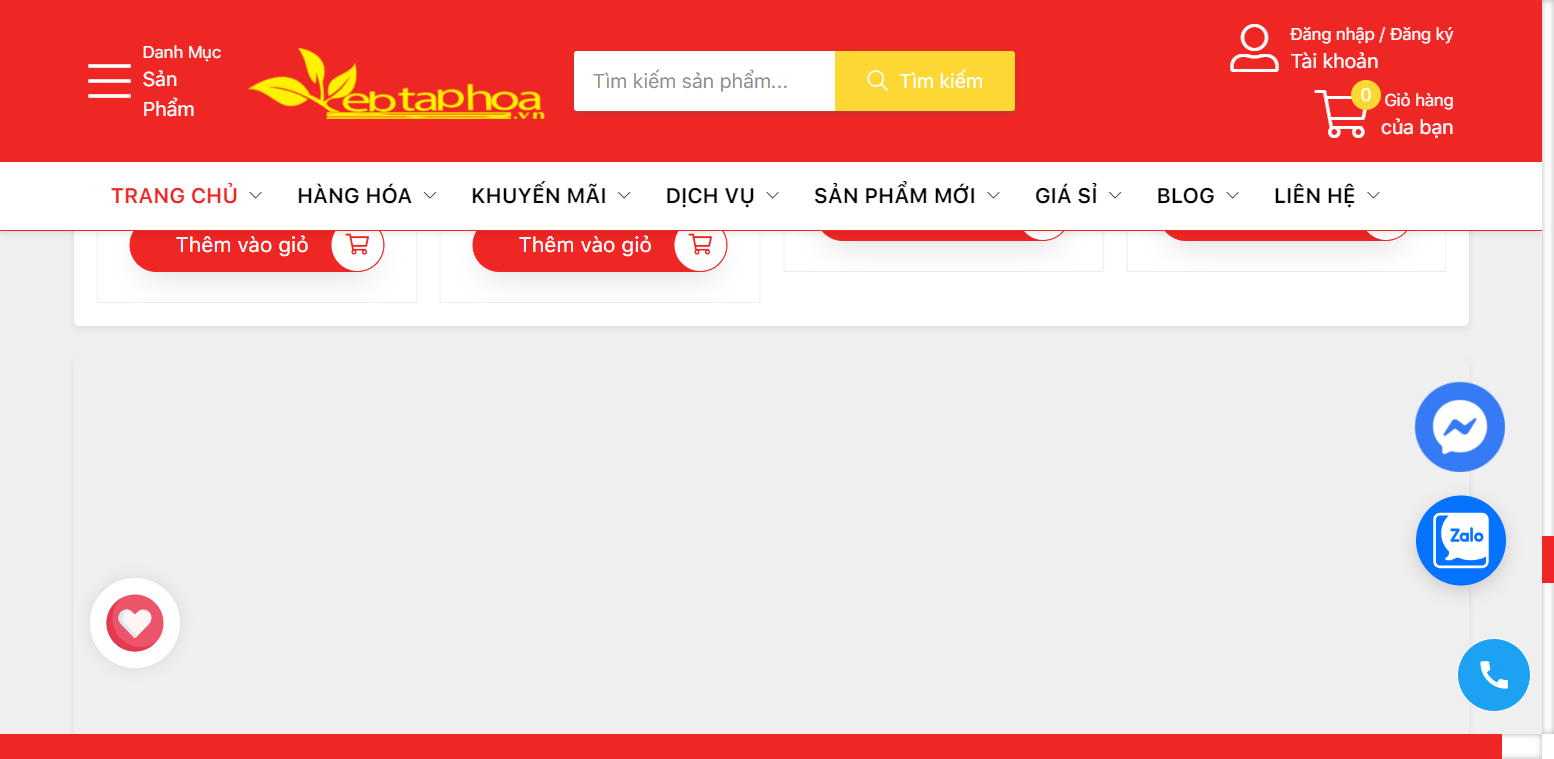 Danh Mục
Sản
Phẩm
eptaphoa
.vn
Tìm kiếm sản phẩm...
Tìm kiếm
Đăng nhập / Đăng ký
Tài khoản
0
Giỏ hàng
của bạn
TRANG CHỦ HÀNG HÓA KHUYẾN MÃI DỊCH VỤ SẢN PHẨM MỚI GIÁ SỈ BLOG LIÊN HỆ
Thêm vào giỏ Thêm vào giỏ
Zalo